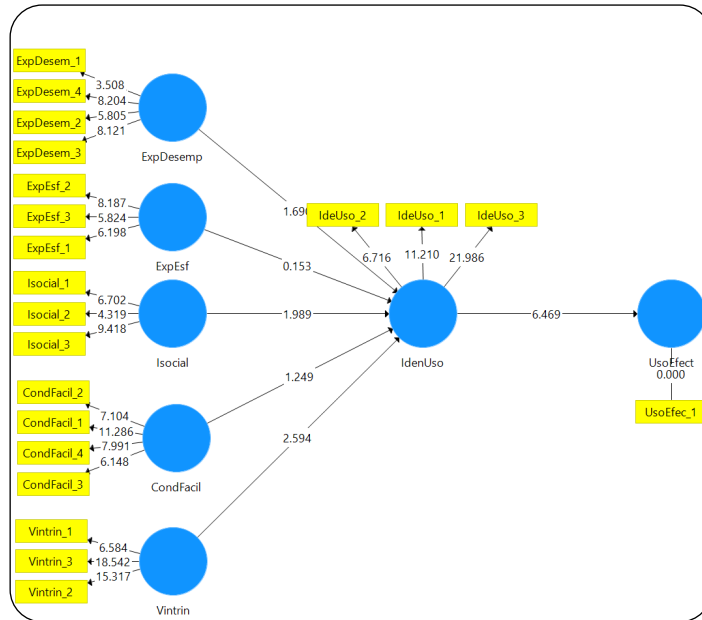 ExpDesem_1
ExpDesem_4
ExpDesem_2
ExpDesem_3
3.508
8.204
5.805
8.121
ExpDesemp
1.690
ExpEsf_2
ExpEsf_3
ExpEsf_1
8.187
5.824
6.198
ExpEsf
0.153
IdeUso_2
IdeUso_1
IdeUso_3
6.716
11.210
21.986
Isocial_1
Isocial_2
Isocial_3
6.702
4.319
9.418
Isocial
1.989
IdenUso
6.469
UsoEfect
0.000
UsoEfec_1
CondFacil_2
CondFacil_1
CondFacil_4
CondFacil_3
7.104
11.286
7.991
6.148
CondFacil
1.249
Vintrin_1
Vintrin_3
Vintrin_2
6.584
18.542
15.317
Vintrin
2.594